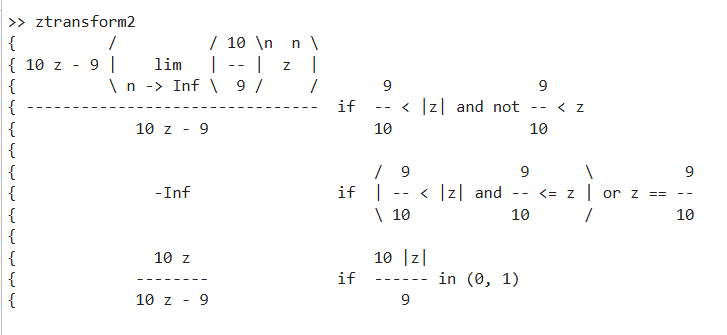 >> ztransform2
{          /          / 10 \n  n \
{ 10 z - 9 |    lim   | -- |  z  |
{          \ n -> Inf \  9 /     /       9                9
{ --------------------------------  if  -- < |z| and not -- < z
{             10 z - 9                  10               10
{
{                                       /  9           9      \          9
{               -Inf                if  | -- < |z| and -- <= z | or z == --
{                                       \ 10          10      /         10
{
{               10 z                    10 |z|
{             --------              if  ------ in (0, 1)
{             10 z - 9                     9